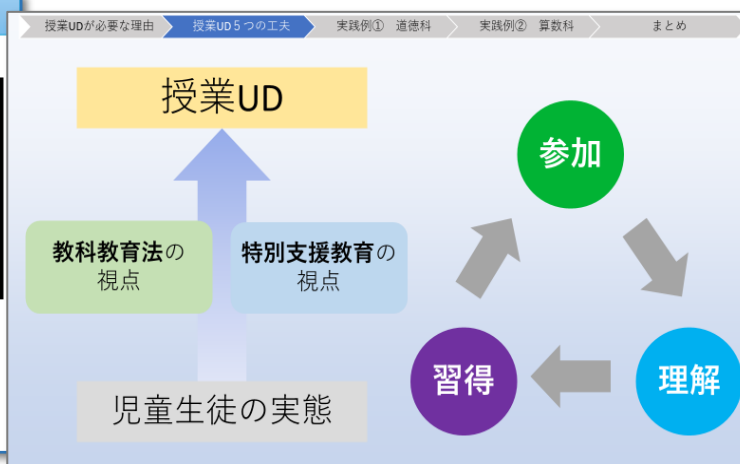 授業UDが必要な理由
授業UD５つの工夫
実践例① 道徳科
実践例② 算数科
まとめ
授業UD
教科教育法の
視点
特別支援教育の
視点
児童生徒の実態
参加
理解
習得